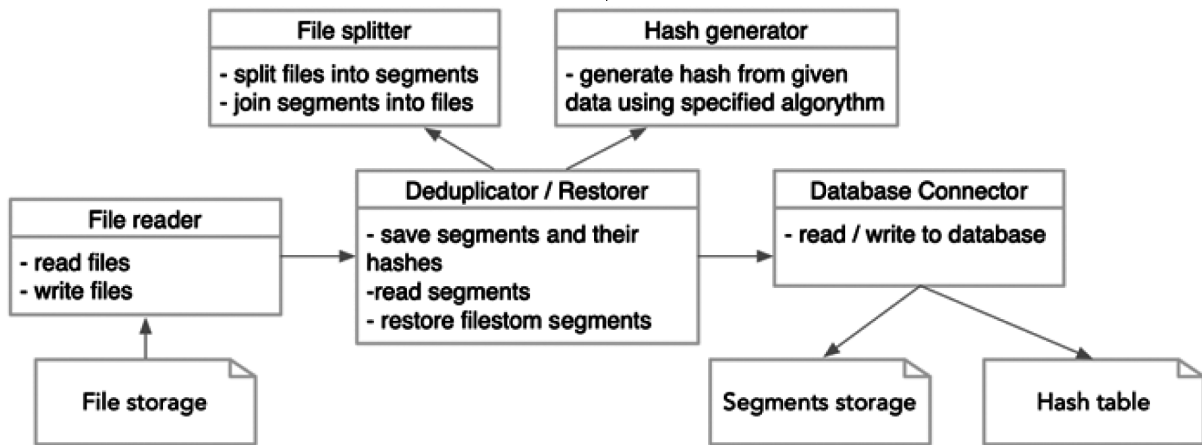 File splitter
- split files into segments
- join segments into files
Hash generator
- generate hash from given
data using specified algorythm
File reader
- read files
- write files
Deduplicator / Restorer
- save segments and their
hashes
-read segments
- restore filestom segments
Database Connector
- read / write to database
File storage
Segments storage
Hash table